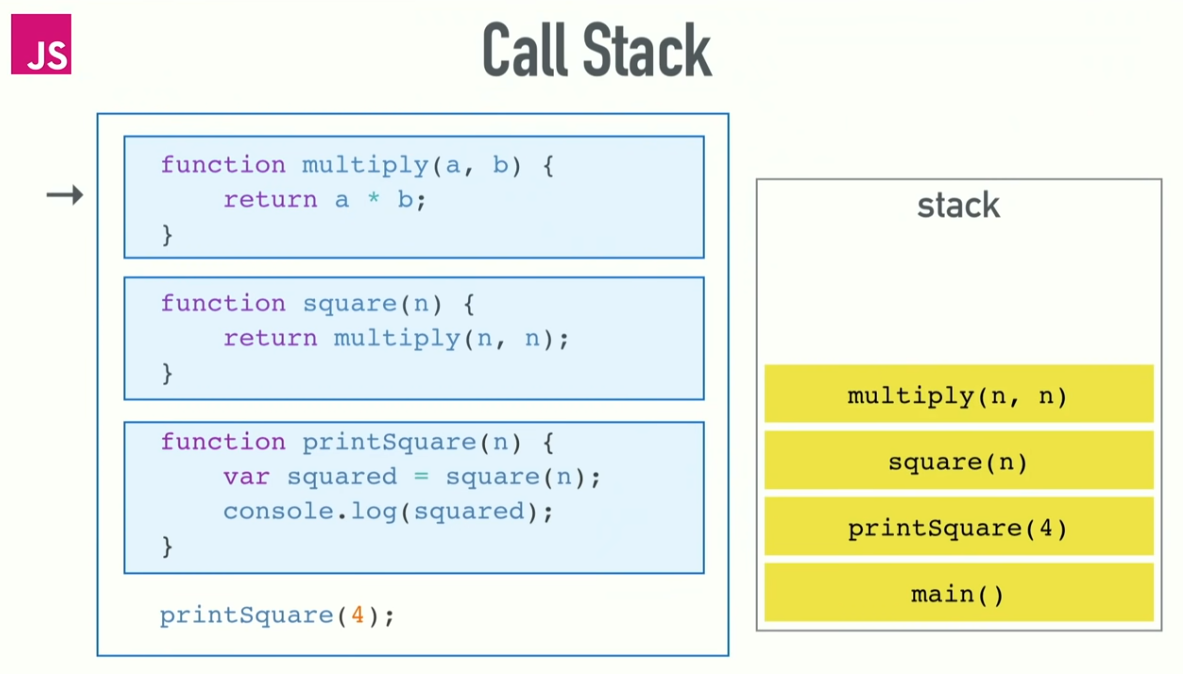 JS
Call Stack
function multiply(a, b) {
    return a * b;
}
function square(n) {
    return multiply(n, n);
}
function printSquare(n) {
    var squared = square(n);
    console.log(squared);
}
printSquare(4);
stack
multiply(n, n)
square(n)
printSquare(4)
main()